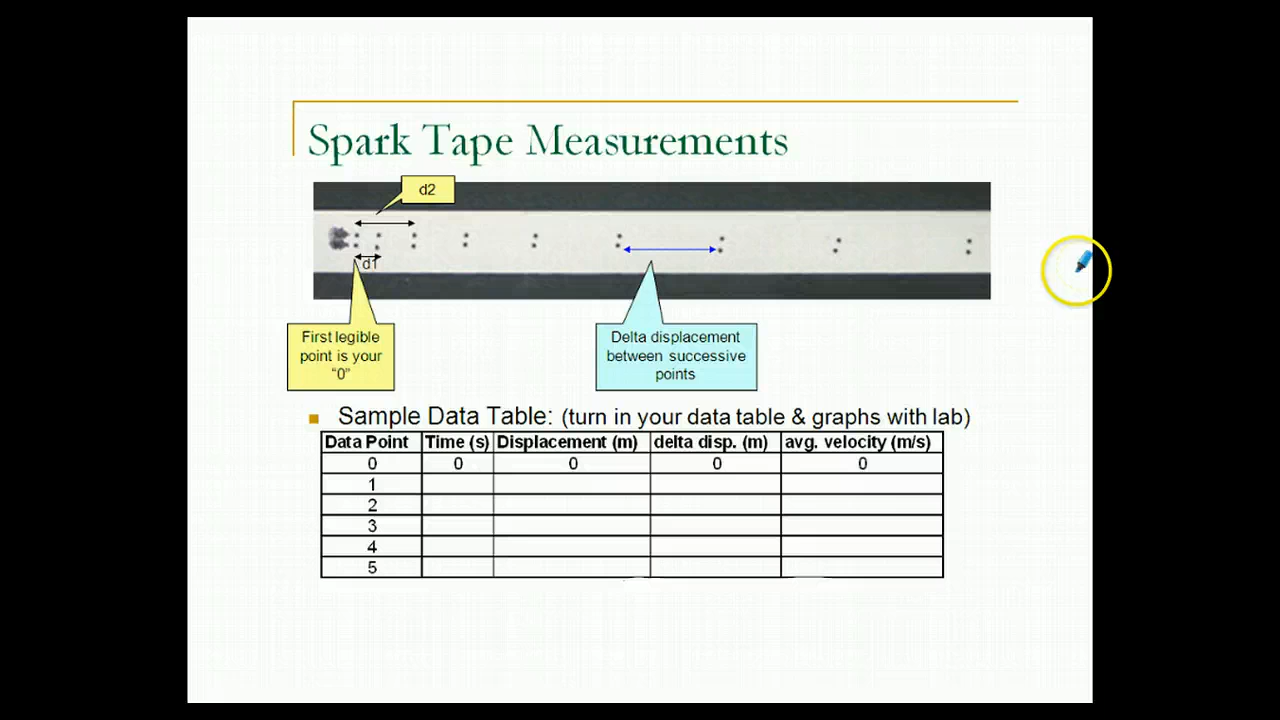 Spark Tape Measurements
d2
d1
First legible
point is your
“0”
Delta displacement
between successive
points
Sample Data Table: (turn in your data table & graphs with lab)
Data Point Time (s) Displacement (m) delta disp. (m) avg. velocity (m/s)
0 0 0 0 0
1
2
3
4
5